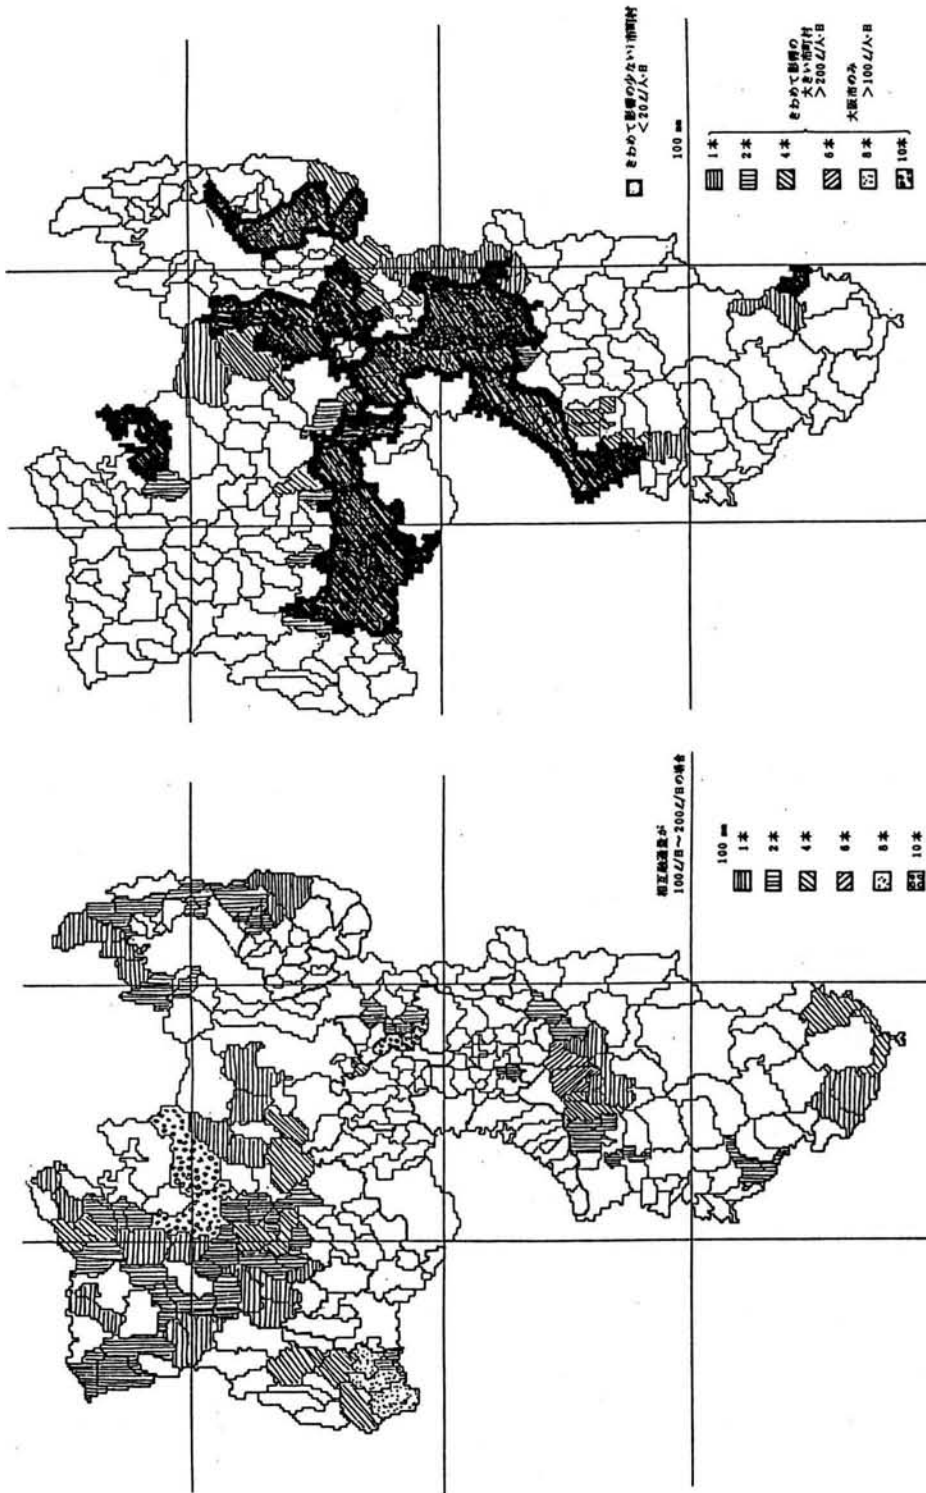 きわめて影響の少ない市町村
<20ℓ/人・日
100 mm
1本
2本
4本
6本
8本
10本
きわめて影響の
大きい市町村
>200ℓ/人・日
大阪市のみ
>100ℓ/人・日
相互融通量が
100ℓ/日~200ℓ/日の場合
100 mm
1本
2本
4本
6本
8本
10本